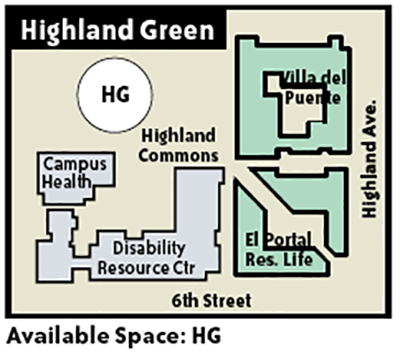 Highland Green
HG
Villa del
Puente
Highland
Commons
Highland Ave.
Campus
Health
Disability
Resource Ctr
El Portal
Res. Life
6th Street
Available Space: HG